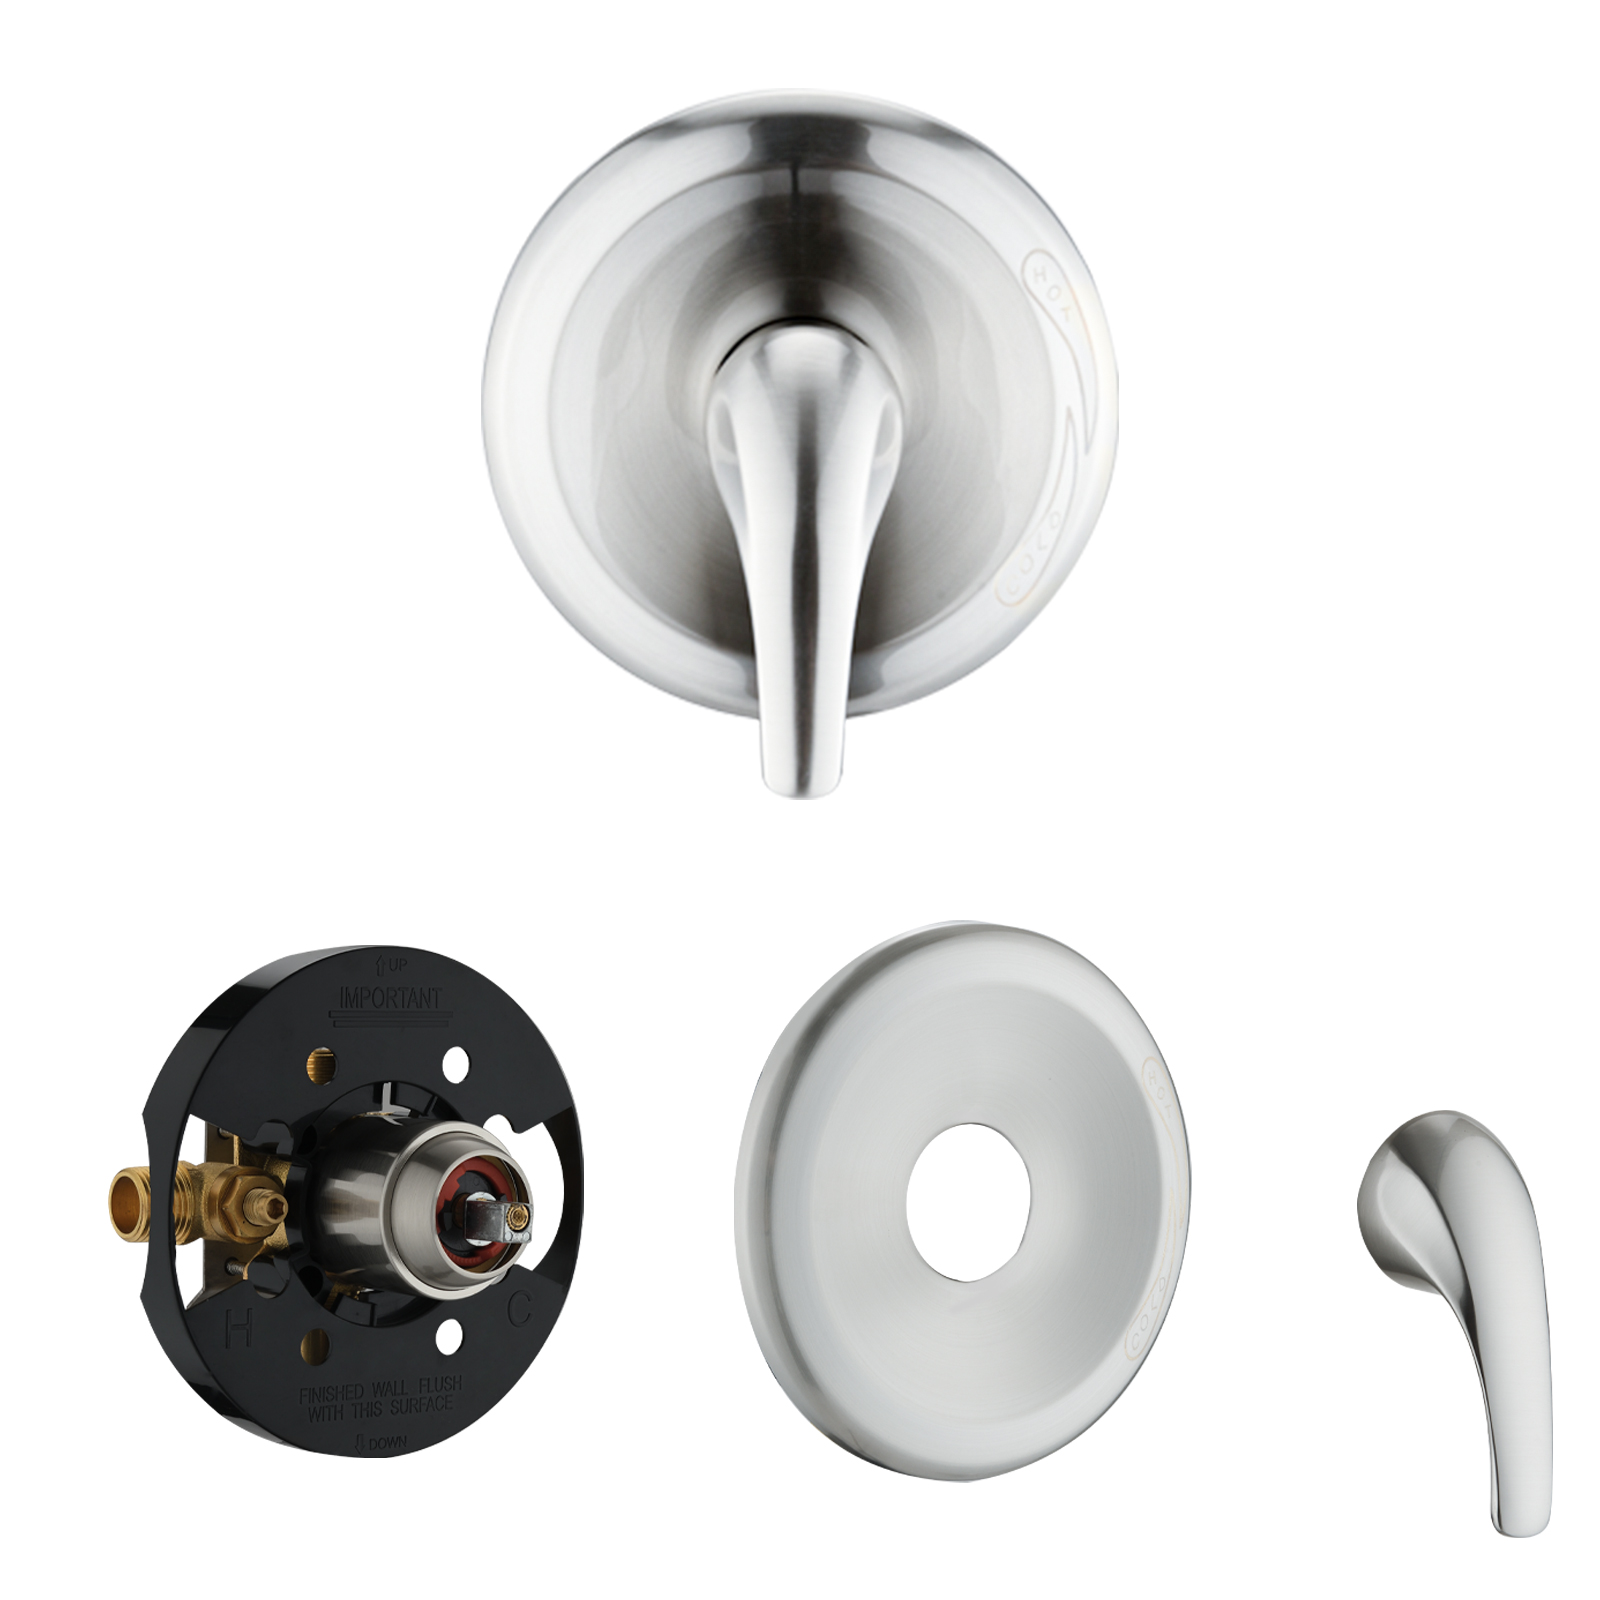 HOT
COLD
↑ UP
IMPORTANT
H
C
FINISHED WALL FLUSH
WITH THIS SURFACE
DOWN
HOT
COLD